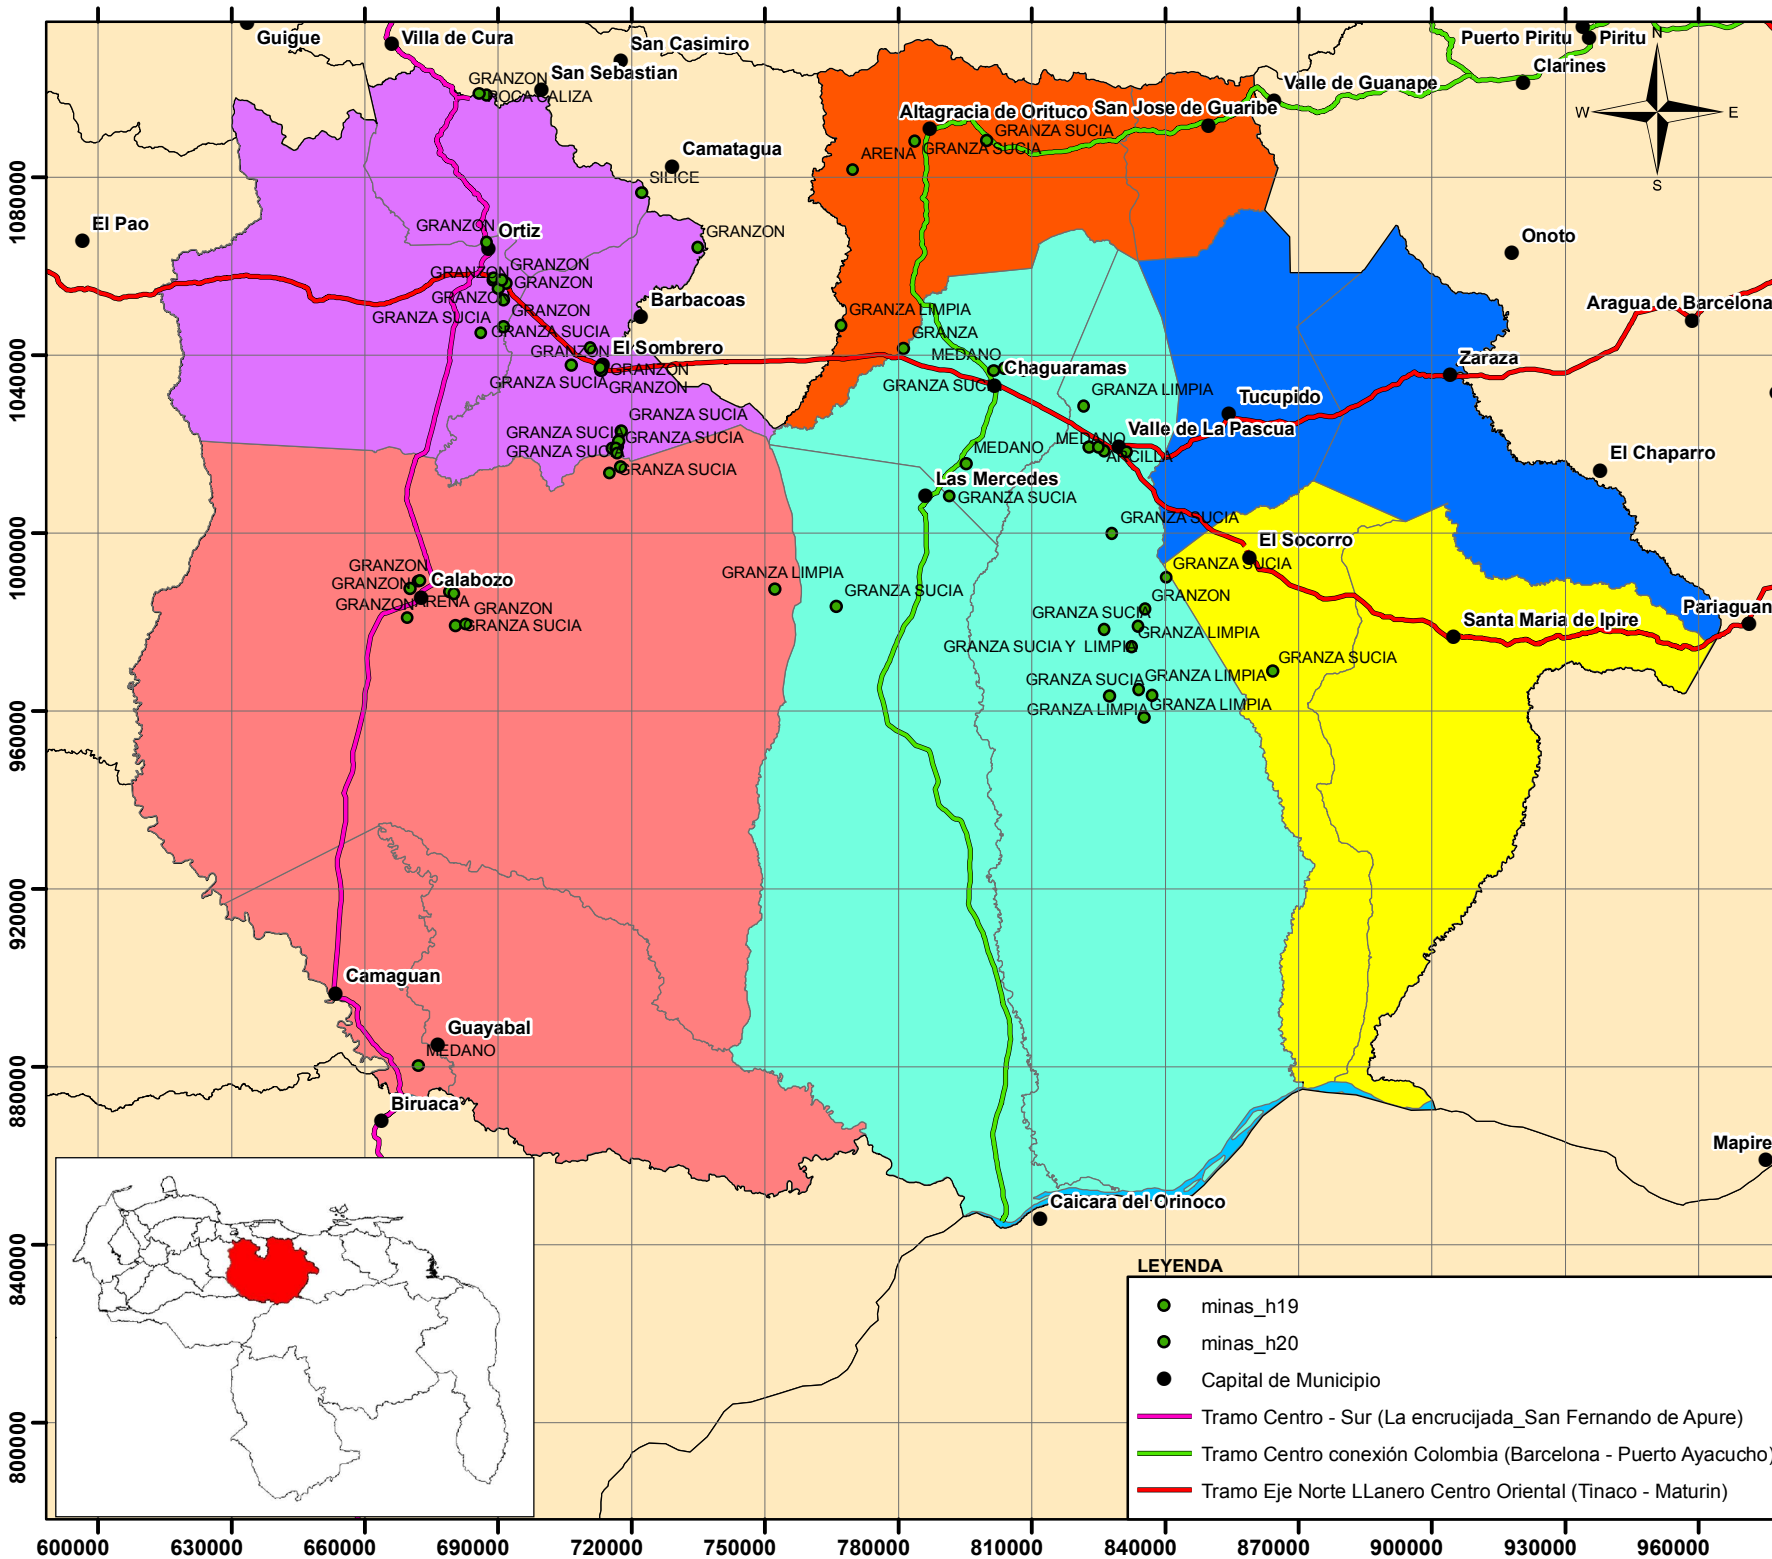 Guigue
Villa de Cura
San Casimiro
Puerto Piritu
Piritu
N
W
E
S
GRANZON
San Sebastian
ROCA CALIZA
Valle de Guanape
Clarines
Altagracia de Orituco
San Jose de Guaribe
GRANZA SUCIA
GRANZA SUCIA
ARENA
Camatagua
SILICE
El Pao
GRANZON
Ortiz
GRANZON
Onoto
GRANZON
GRANZON
GRANZON
GRANZON
Barbacoas
Aragua de Barcelona
GRANZA SUCIA
GRANZON
GRANZA LIMPIA
GRANZA SUCIA
GRANZA
GRANZON
El Sombrero
MEDANO
Chaguaramas
Zaraza
GRANZON
GRANZA SUCIA
GRANZON
GRANZA SUCIA
GRANZA LIMPIA
Tucupido
GRANZA SUCIA
GRANZA SUCIA
GRANZA SUCIA
GRANZA SUCIA
GRANZA SUCIA
MEDANO
MEDANO
Valle de La Pascua
ARCILLA
El Chaparro
Las Mercedes
GRANZA SUCIA
GRANZA SUCIA
El Socorro
GRANZON
Calabozo
GRANZON
GRANZON
ARENA
GRANZON
GRANZA SUCIA
GRANZA LIMPIA
GRANZA SUCIA
GRANZA SUCIA
GRANZON
GRANZA SUCIA
GRANZA LIMPIA
GRANZA SUCIA Y LIMPIA
Santa Maria de Ipire
Pariaguan
GRANZA SUCIA
GRANZA SUCIA
GRANZA LIMPIA
GRANZA LIMPIA
GRANZA LIMPIA
Camaguan
Guayabal
MEDANO
Biruaca
Mapire
Caicara del Orinoco
1080000
1040000
1000000
960000
920000
880000
840000
800000
LEYENDA
minas_h19
minas_h20
Capital de Municipio
Tramo Centro - Sur (La encrucijada_San Fernando de Apure)
Tramo Centro conexión Colombia (Barcelona - Puerto Ayacucho)
Tramo Eje Norte LLanero Centro Oriental (Tinaco - Maturin)
600000 630000 660000 690000 720000 750000 780000 810000 840000 870000 900000 930000 960000